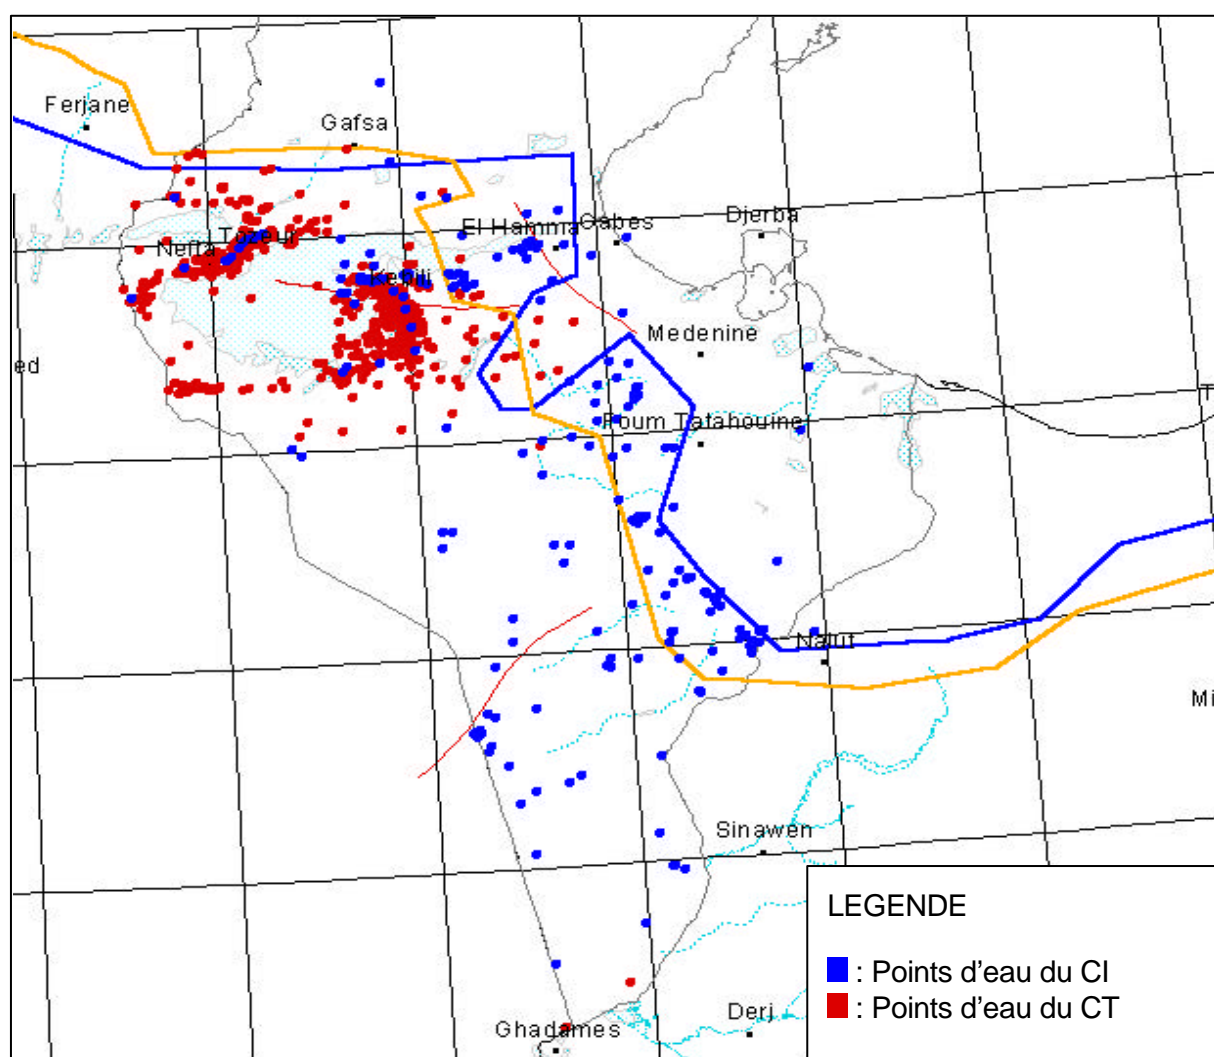 Ferjane
Gafsa
Djerba
El Hamma
Gabes
Tozeur
Nefta
Kebili
Medenine
ed
T
Foum Tatahouine
Nalut
Mi
Sinawen
LEGENDE
: Points d'eau du CI
: Points d'eau du CT
Derj
Ghadames